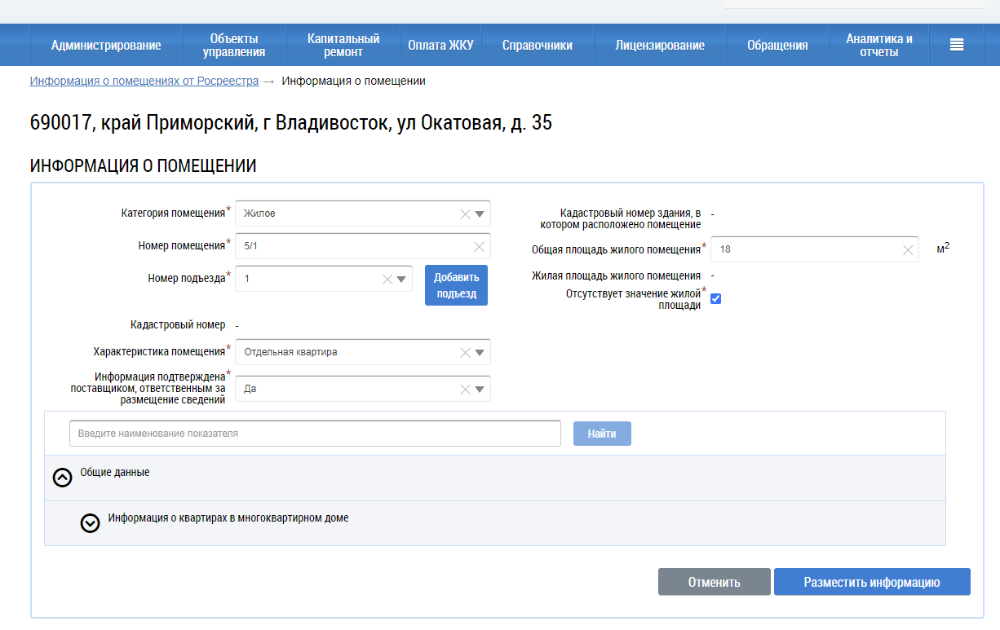 Администрирование
Объекты
управления
Капитальный
ремонт
Оплата ЖКУ
Справочники
Лицензирование
Обращения
Аналитика и
отчеты
Информация о помещениях от Росреестра → Информация о помещении
690017, край Приморский, г Владивосток, ул Окатовая, д. 35
ИНФОРМАЦИЯ О ПОМЕЩЕНИИ
Категория помещения* Жилое
Номер помещения* 5/1
Номер подъезда* 1
Добавить
подъезд
Кадастровый номер -
Характеристика помещения* Отдельная квартира
Информация подтверждена*
поставщиком, ответственным за
размещение сведений
Да
Кадастровый номер здания, в
котором расположено помещение
-
Общая площадь жилого помещения* 18 м2
Жилая площадь жилого помещения -
Отсутствует значение жилой*
площади
Введите наименование показателя
Найти
Общие данные
Информация о квартирах в многоквартирном доме
Отменить
Разместить информацию